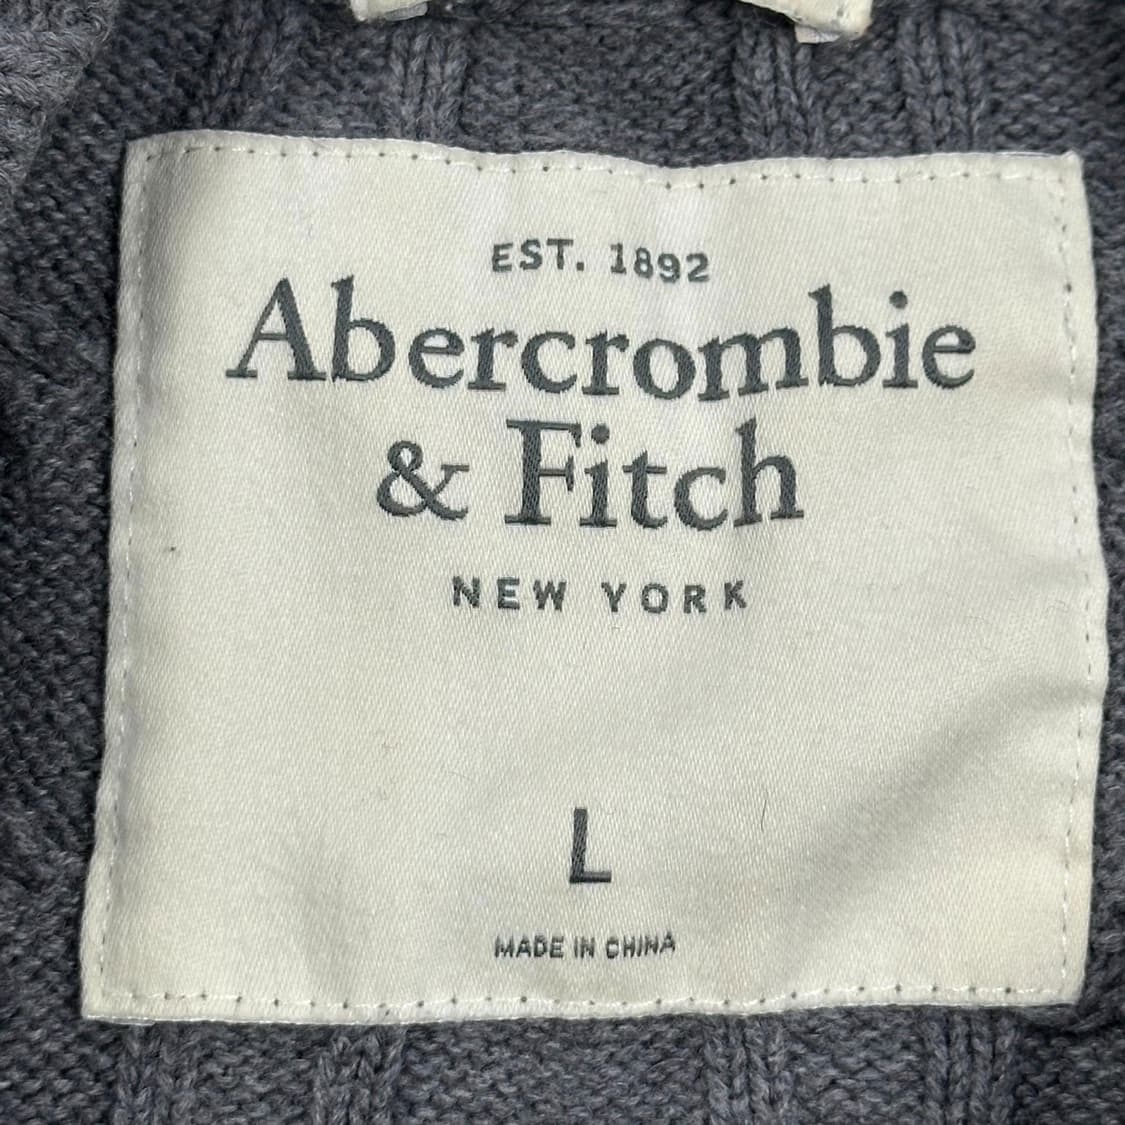 EST. 1892
Abercrombie
& Fitch
NEW YORK
L
MADE IN CHINA